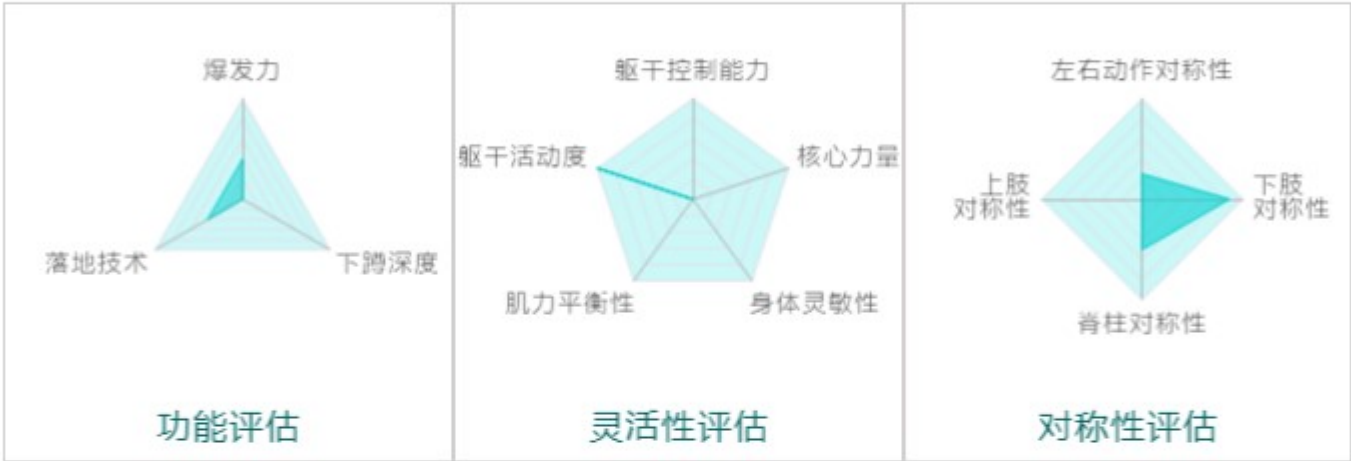 爆发力
落地技术
下蹲深度
功能评估
躯干控制能力
躯干活动度
核心力量
肌力平衡性
身体灵敏性
灵活性评估
左右动作对称性
上肢
对称性
下肢
对称性
脊柱对称性
对称性评估